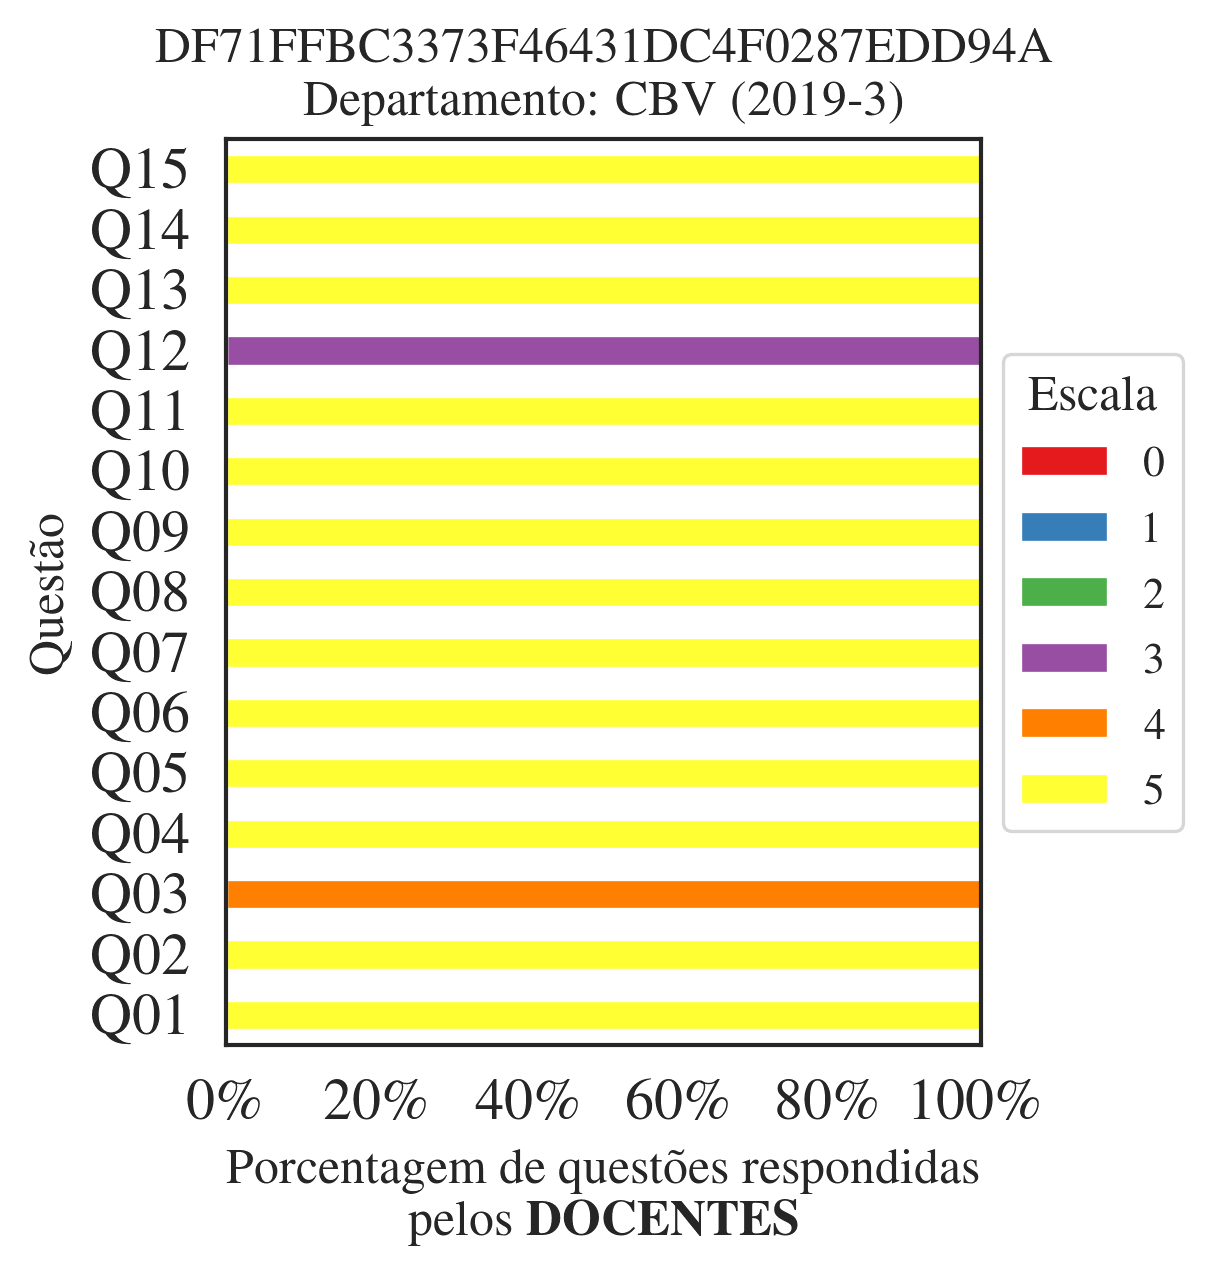 DF71FFBC3373F46431DC4F0287EDD94A
Departamento: CBV (2019-3)
Questão
Q15
Q14
Q13
Q12
Q11
Q10
Q09
Q08
Q07
Q06
Q05
Q04
Q03
Q02
Q01
0% 20% 40% 60% 80% 100%
Porcentagem de questões respondidas
pelos DOCENTES
Escala
0
1
2
3
4
5